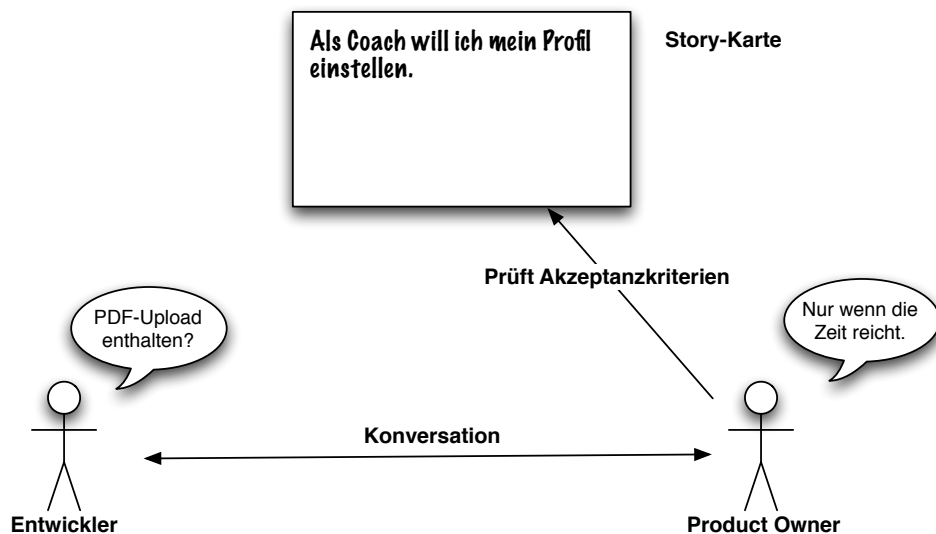 Als Coach will ich mein Profil
einstellen.
Story-Karte
Prüft Akzeptanzkriterien
PDF-Upload
enthalten?
Nur wenn die
Zeit reicht.
Konversation
Entwickler
Product Owner